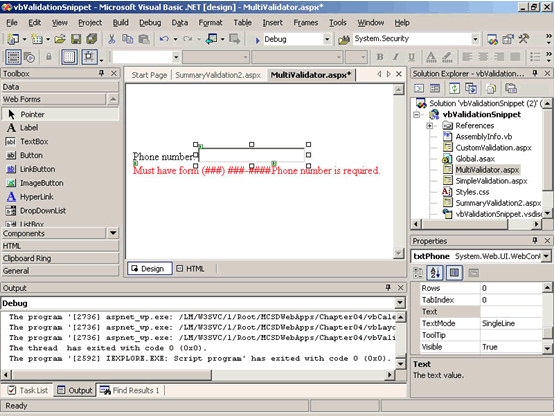 vbValidationSnippet - Microsoft Visual Basic .NET [design] - MultiValidator.aspx*
File Edit View Project Build Debug Data Format Table Insert Frames Tools Window Help
Debug System.Security
Toolbox
Data
Web Forms
Pointer
Label
TextBox
Button
LinkButton
ImageButton
HyperLink
DropDownList
ListBox
Components
HTML
Clipboard Ring
General
Start Page SummaryValidation2.aspx MultiValidator.aspx*
Phone number
Must have form (###) ###-####Phone number is required.
Design HTML
Solution Explorer - vbValidation...
Solution 'vbValidationSnippet' (2)
vbValidationSnippet
References
AssemblyInfo.vb
CustomValidation.aspx
Global.asax
MultiValidator.aspx
SimpleValidation.aspx
Styles.css
SummaryValidation2.aspx
vbValidationSnippet.vsdisc
Properties
txtPhone System.Web.UI.WebCont
Rows 0
TabIndex 0
Text
TextMode SingleLine
ToolTip
Visible True
Text
The text value.
Output
Debug
The program '[2736] aspnet_wp.exe: /LM/W3SVC/1/Root/MCSDWebApps/Chapter04/vbCale
The program '[2736] aspnet_wp.exe: /LM/W3SVC/1/Root/MCSDWebApps/Chapter04/vbLayo
The program '[2736] aspnet_wp.exe: /LM/W3SVC/1/Root/MCSDWebApps/Chapter04/vbVali
The thread <No Name> has exited with code 0 (0x0).
The program '[2592] IEXPLORE.EXE: Script program' has exited with code 0 (0x0).
Task List Output Find Results 1
Ready